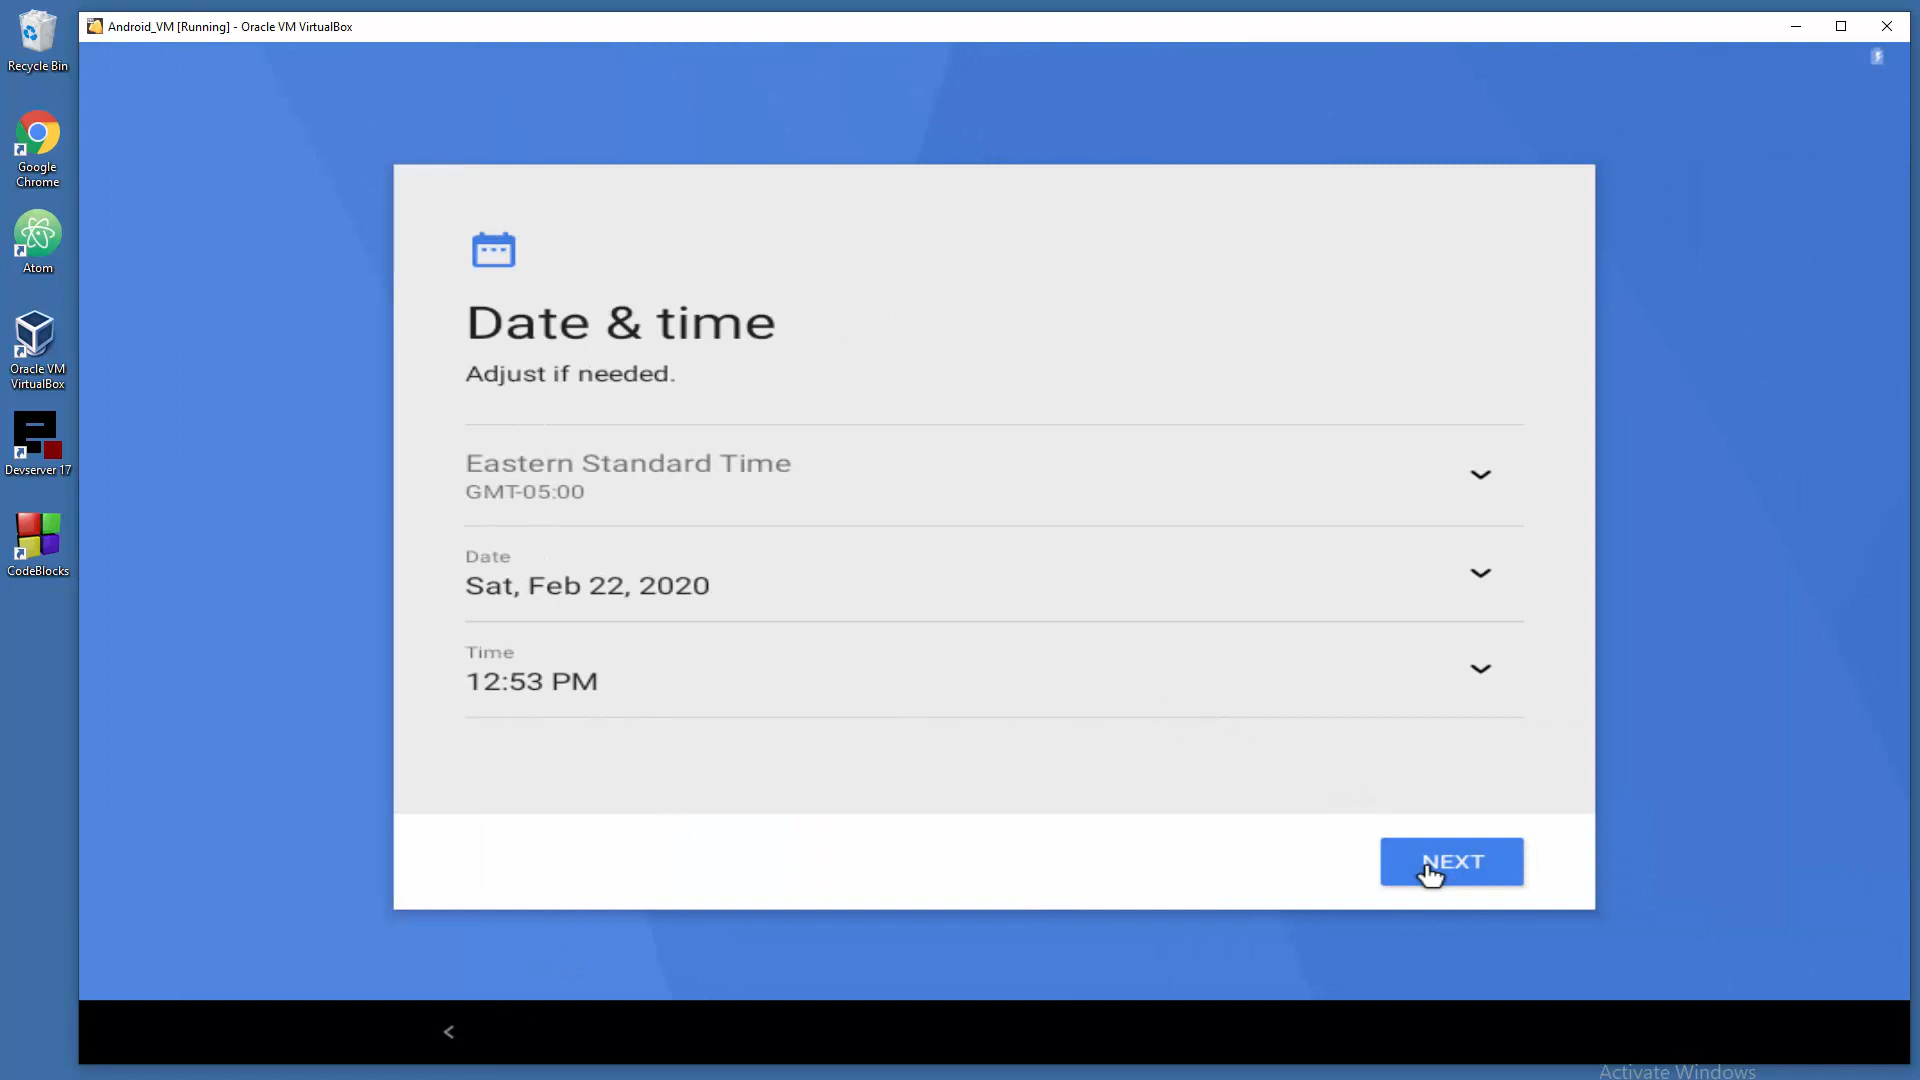 Android_VM [Running] - Oracle VM VirtualBox
Recycle Bin
Google
Chrome
Atom
Oracle VM
VirtualBox
Devserver 17
CodeBlocks
Date & time
Adjust if needed.
Eastern Standard Time
GMT-05:00
Date
Sat, Feb 22, 2020
Time
12:53 PM
NEXT
Activate Windows